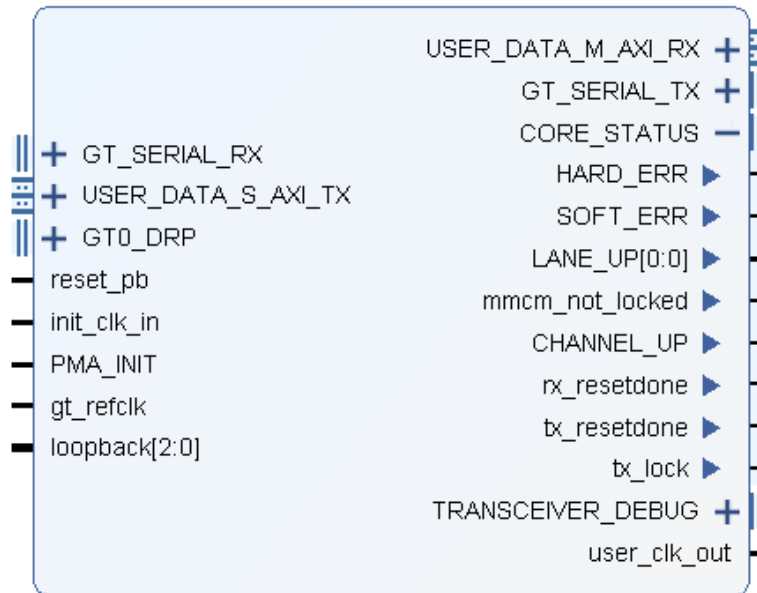 GT_SERIAL_RX
USER_DATA_S_AXI_TX
GT0_DRP
reset_pb
init_clk_in
PMA_INIT
gt_refclk
loopback[2:0]
USER_DATA_M_AXI_RX
GT_SERIAL_TX
CORE_STATUS
HARD_ERR
SOFT_ERR
LANE_UP[0:0]
mmcm_not_locked
CHANNEL_UP
rx_resetdone
tx_resetdone
tx_lock
TRANSCEIVER_DEBUG
user_clk_out